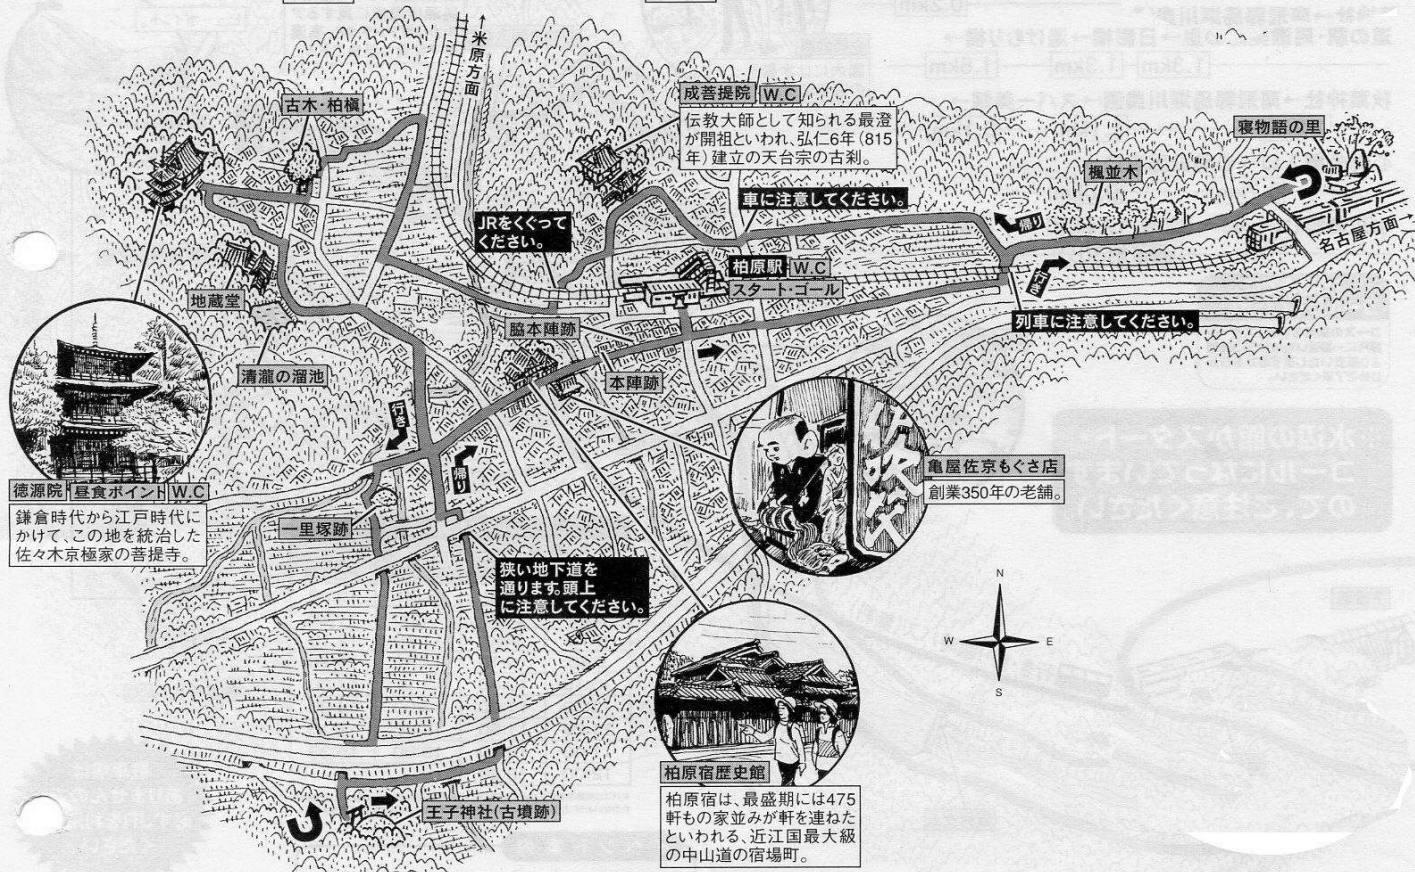 ↑米原方面
古木・柏槇
成菩提院 W.C
伝教大師として知られる最澄
が開祖といわれ、弘仁6年(815
年)建立の天台宗の古刹。
寝物語の里
楓並木
車に注意してください。
JRをくぐって
ください。
帰り
名古屋方面→
柏原駅 W.C
スタート・ゴール
行き
地蔵堂
列車に注意してください。
脇本陣跡
清瀧の溜池
本陣跡
行き
帰り
伊吹艾
亀屋佐京もぐさ店
創業350年の老舗。
徳源院 昼食ポイント W.C
鎌倉時代から江戸時代に
かけて、この地を統治した
佐々木京極家の菩提寺。
一里塚跡
狭い地下道を
通ります。頭上
に注意してください。
N
W E
S
柏原宿歴史館
柏原宿は、最盛期には475
軒もの家並みが軒を連ねた
といわれる、近江国最大級
の中山道の宿場町。
王子神社(古墳跡)